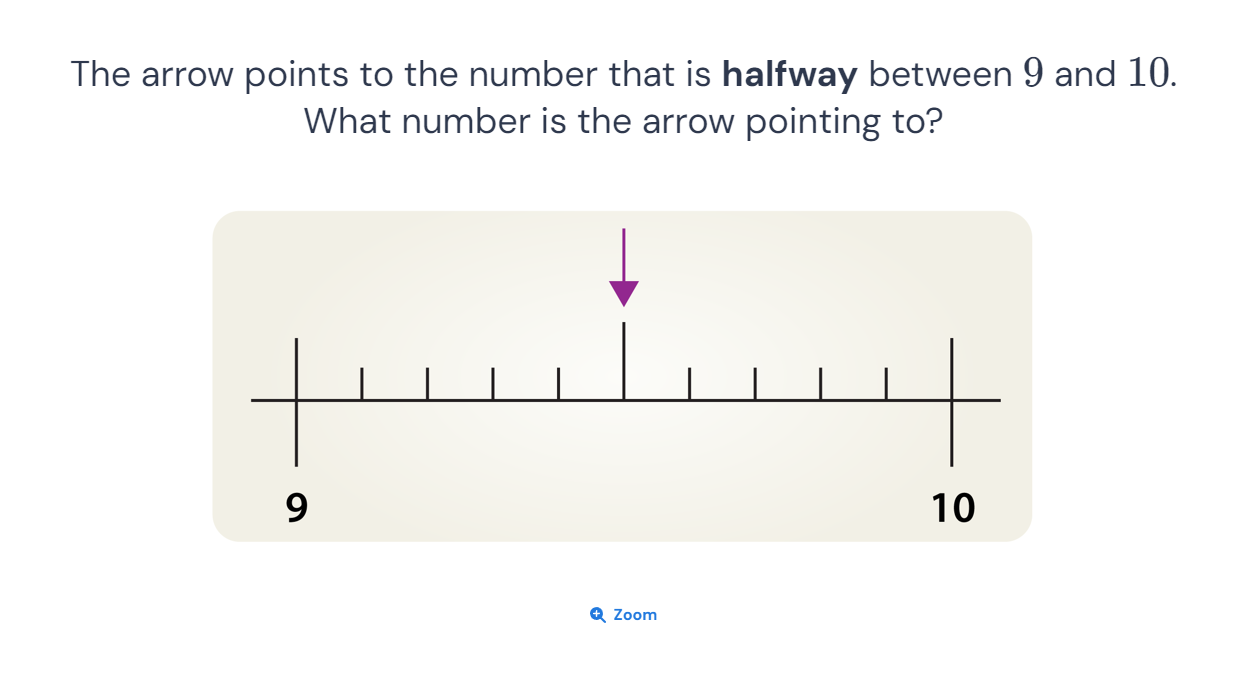 The arrow points to the number that is halfway between 9 and 10.
What number is the arrow pointing to?
9 10
Zoom